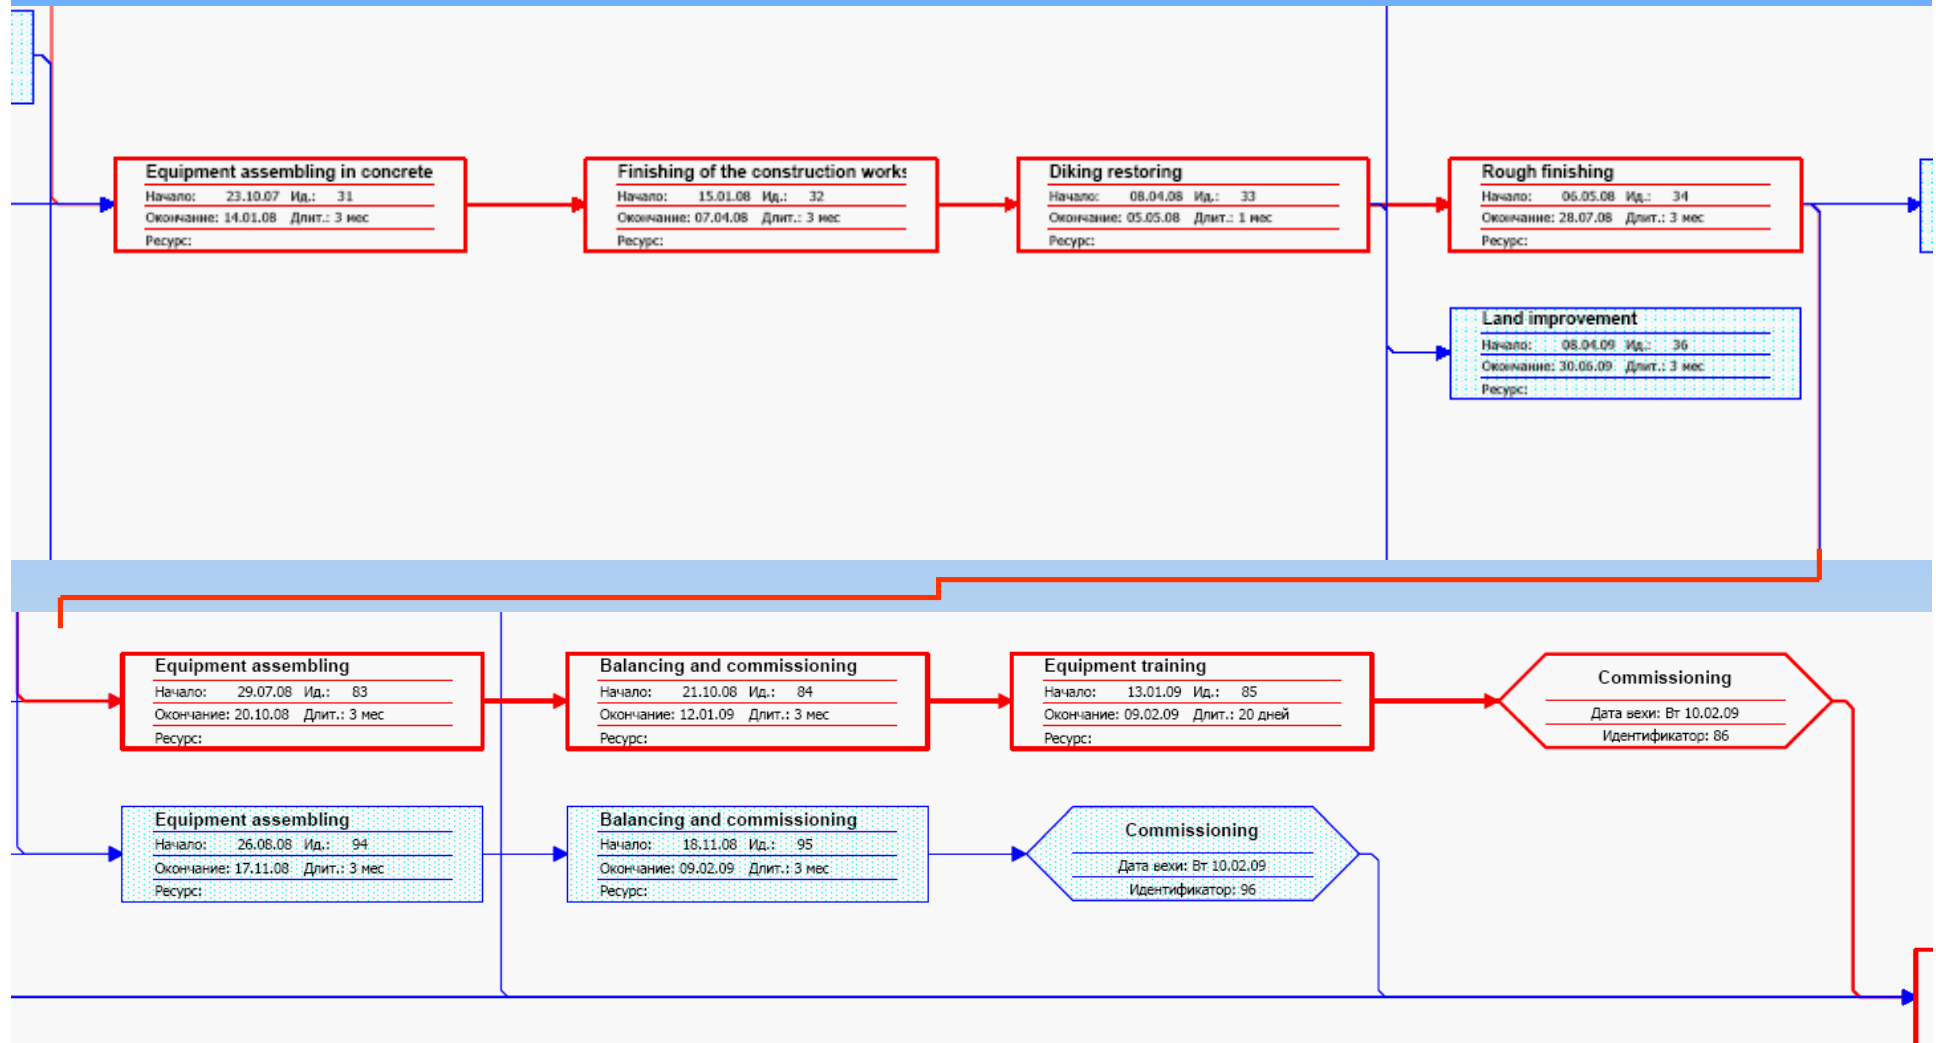 Equipment assembling in concrete
Начало: 23.10.07 Ид.: 31
Окончание: 14.01.08 Длит.: 3 мес
Ресурс:
Finishing of the construction works
Начало: 15.01.08 Ид.: 32
Окончание: 07.04.08 Длит.: 3 мес
Ресурс:
Diking restoring
Начало: 08.04.08 Ид.: 33
Окончание: 05.05.08 Длит.: 1 мес
Ресурс:
Rough finishing
Начало: 06.05.08 Ид.: 34
Окончание: 28.07.08 Длит.: 3 мес
Ресурс:
Land improvement
Начало: 08.04.09 Ид.: 36
Окончание: 30.06.09 Длит.: 3 мес
Ресурс:
Equipment assembling
Начало: 29.07.08 Ид.: 83
Окончание: 20.10.08 Длит.: 3 мес
Ресурс:
Balancing and commissioning
Начало: 21.10.08 Ид.: 84
Окончание: 12.01.09 Длит.: 3 мес
Ресурс:
Equipment training
Начало: 13.01.09 Ид.: 85
Окончание: 09.02.09 Длит.: 20 дней
Ресурс:
Commissioning
Дата вехи: Вт 10.02.09
Идентификатор: 86
Equipment assembling
Начало: 26.08.08 Ид.: 94
Окончание: 17.11.08 Длит.: 3 мес
Ресурс:
Balancing and commissioning
Начало: 18.11.08 Ид.: 95
Окончание: 09.02.09 Длит.: 3 мес
Ресурс:
Commissioning
Дата вехи: Вт 10.02.09
Идентификатор: 96